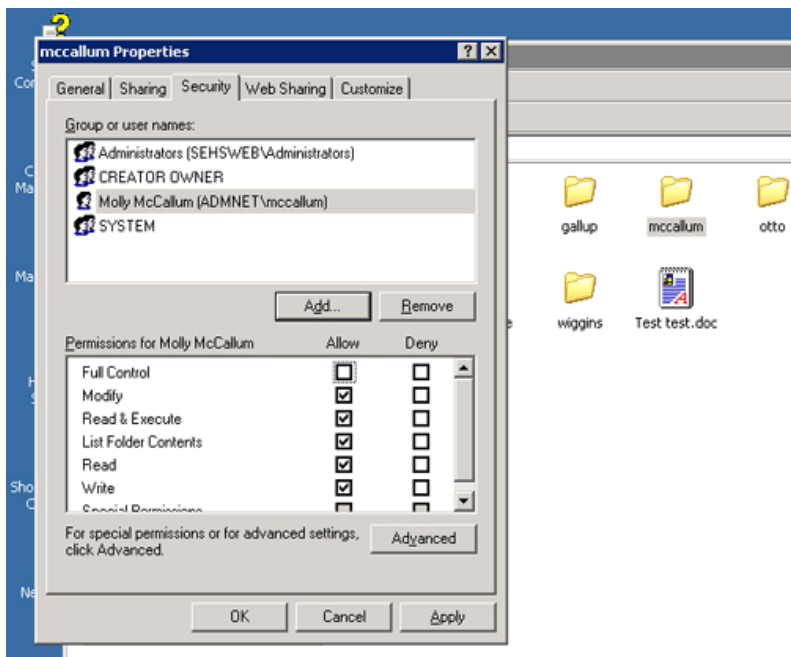 mccallum Properties
General Sharing Security Web Sharing Customize
Group or user names:
Administrators (SEHSWEB\Administrators)
CREATOR OWNER
Molly McCallum (ADMNET\mccallum)
SYSTEM
Add... Remove
Permissions for Molly McCallum Allow Deny
Full Control
Modify
Read & Execute
List Folder Contents
Read
Write
Special Permissions
For special permissions or for advanced settings,
click Advanced.
Advanced
OK Cancel Apply
gallup mccallum otto
wiggins Test test.doc